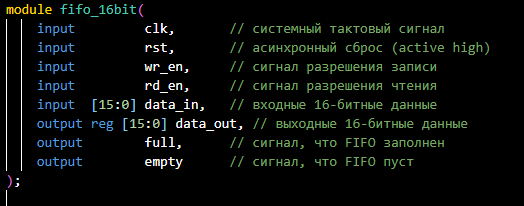 module fifo_16bit(
input clk, // системный тактовый сигнал
input rst, // асинхронный сброс (active high)
input wr_en, // сигнал разрешения записи
input rd_en, // сигнал разрешения чтения
input [15:0] data_in, // входные 16-битные данные
output reg [15:0] data_out, // выходные 16-битные данные
output full, // сигнал, что FIFO заполнен
output empty // сигнал, что FIFO пуст
);